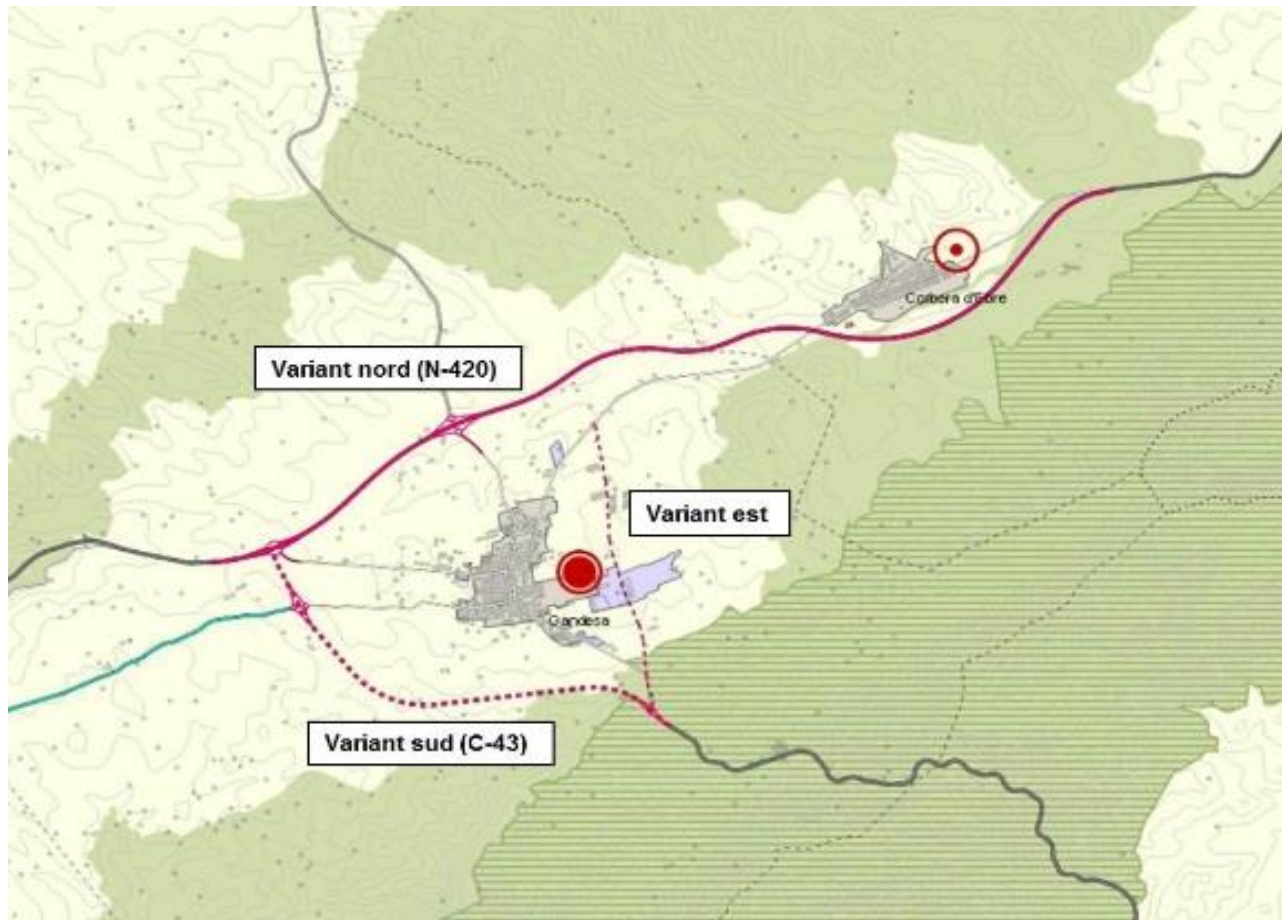 Corbera d'Ebre
Variant nord (N-420)
Variant est
Gandesa
Variant sud (C-43)